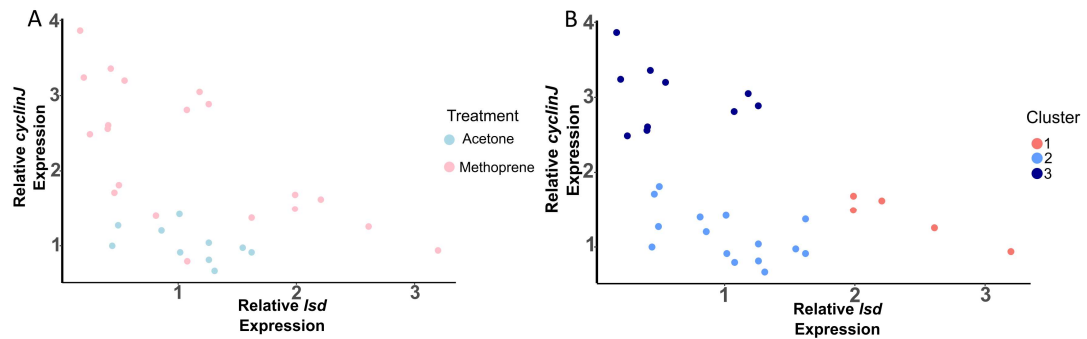 A
4
3
2
1
Relative cyclinJ
Expression
1
2
3
Relative lsd
Expression
Treatment
Acetone
Methoprene
B
4
3
2
1
Relative cyclinJ
Expression
1
2
3
Relative lsd
Expression
Cluster
1
2
3